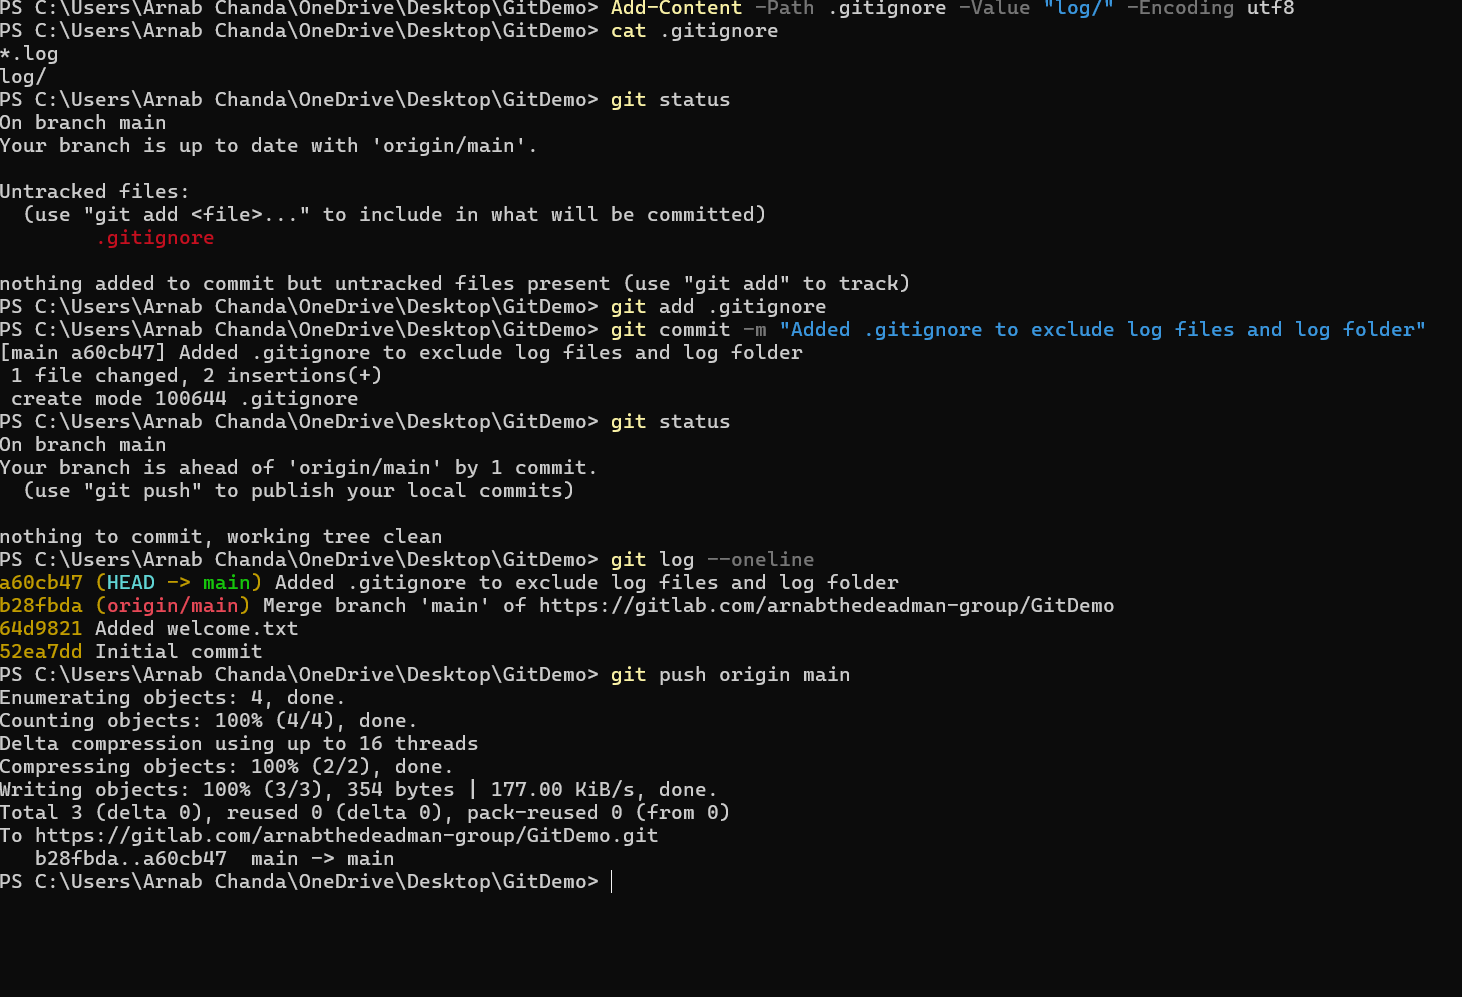 PS C:\Users\Arnab Chanda\OneDrive\Desktop\GitDemo> Add-Content -Path .gitignore -Value "log/" -Encoding utf8
PS C:\Users\Arnab Chanda\OneDrive\Desktop\GitDemo> cat .gitignore
*.log
log/
PS C:\Users\Arnab Chanda\OneDrive\Desktop\GitDemo> git status
On branch main
Your branch is up to date with 'origin/main'.

Untracked files:
  (use "git add <file>..." to include in what will be committed)
        .gitignore

nothing added to commit but untracked files present (use "git add" to track)
PS C:\Users\Arnab Chanda\OneDrive\Desktop\GitDemo> git add .gitignore
PS C:\Users\Arnab Chanda\OneDrive\Desktop\GitDemo> git commit -m "Added .gitignore to exclude log files and log folder"
[main a60cb47] Added .gitignore to exclude log files and log folder
 1 file changed, 2 insertions(+)
 create mode 100644 .gitignore
PS C:\Users\Arnab Chanda\OneDrive\Desktop\GitDemo> git status
On branch main
Your branch is ahead of 'origin/main' by 1 commit.
  (use "git push" to publish your local commits)

nothing to commit, working tree clean
PS C:\Users\Arnab Chanda\OneDrive\Desktop\GitDemo> git log --oneline
a60cb47 (HEAD -> main) Added .gitignore to exclude log files and log folder
b28fbda (origin/main) Merge branch 'main' of https://gitlab.com/arnabthedeadman-group/GitDemo
64d9821 Added welcome.txt
52ea7dd Initial commit
PS C:\Users\Arnab Chanda\OneDrive\Desktop\GitDemo> git push origin main
Enumerating objects: 4, done.
Counting objects: 100% (4/4), done.
Delta compression using up to 16 threads
Compressing objects: 100% (2/2), done.
Writing objects: 100% (3/3), 354 bytes | 177.00 KiB/s, done.
Total 3 (delta 0), reused 0 (delta 0), pack-reused 0 (from 0)
To https://gitlab.com/arnabthedeadman-group/GitDemo.git
   b28fbda..a60cb47  main -> main
PS C:\Users\Arnab Chanda\OneDrive\Desktop\GitDemo>